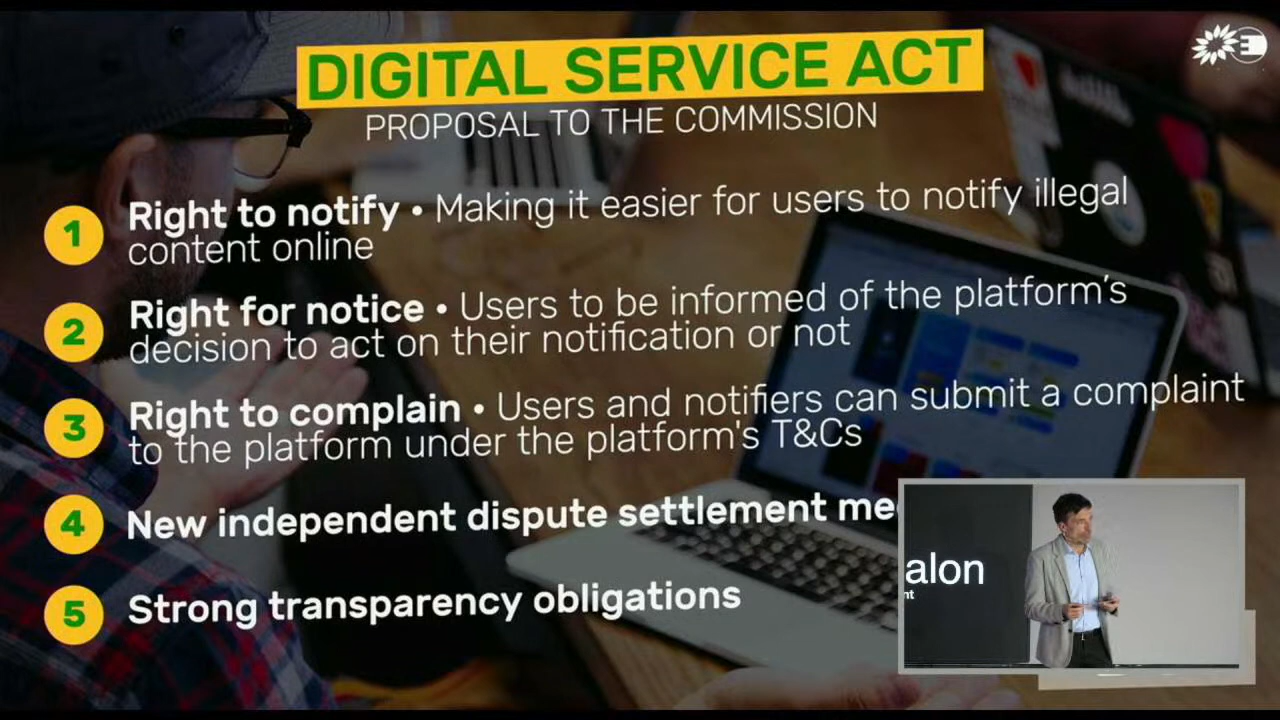 DIGITAL SERVICE ACT
PROPOSAL TO THE COMMISSION
1 Right to notify • Making it easier for users to notify illegal
content online
2 Right for notice • Users to be informed of the platform's
decision to act on their notification or not
3 Right to complain • Users and notifiers can submit a complaint
to the platform under the platform's T&Cs
4 New independent dispute settlement
5 Strong transparency obligations
alon
nt